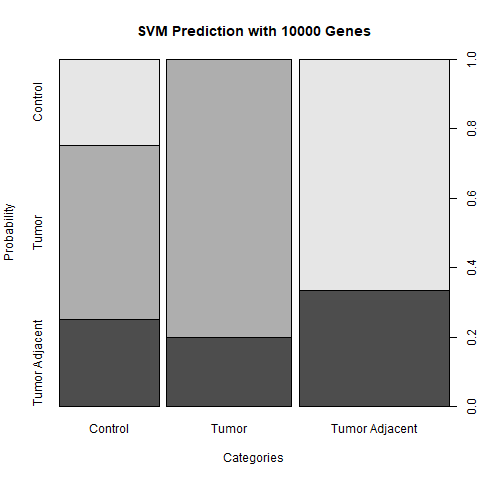 SVM Prediction with 10000 Genes
Control
Tumor
Tumor Adjacent
Probability
1.0
0.8
0.6
0.4
0.2
0.0
Control
Tumor
Tumor Adjacent
Categories